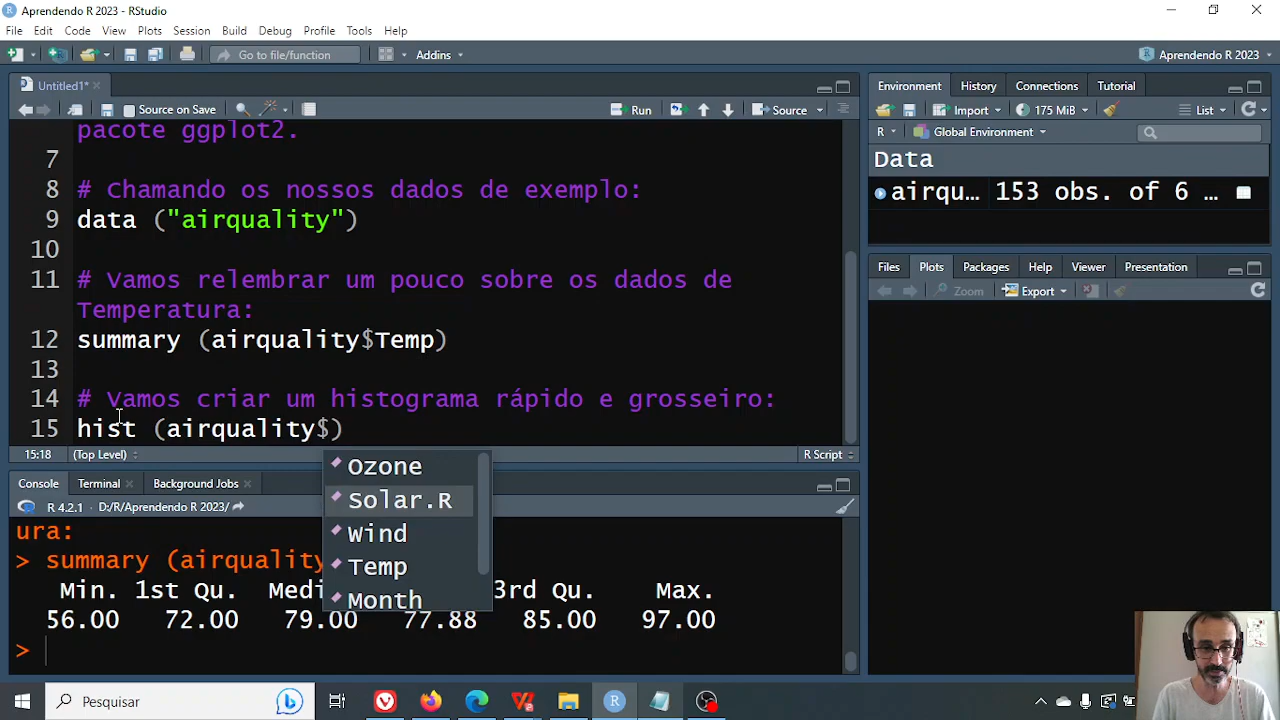 Aprendendo R 2023 - RStudio
File Edit Code View Plots Session Build Debug Profile Tools Help
Go to file/function Addins Aprendendo R 2023
Untitled1*
Source on Save Run Source
pacote ggplot2.
7
8 # Chamando os nossos dados de exemplo:
9 data ("airquality")
10
11 # Vamos relembrar um pouco sobre os dados de
Temperatura:
12 summary (airquality$Temp)
13
14 # Vamos criar um histograma rápido e grosseiro:
15 hist (airquality$)
15:18 (Top Level) R Script
Ozone
Solar.R
Wind
Temp
Month
Console Terminal Background Jobs
R 4.2.1 · D:/R/Aprendendo R 2023/
ura:
> summary (airquality
Min. 1st Qu. Medi 3rd Qu. Max.
56.00 72.00 79.00 77.88 85.00 97.00
>
Environment History Connections Tutorial
Import 175 MiB List
R Global Environment
Data
airqu… 153 obs. of 6 …
Files Plots Packages Help Viewer Presentation
Zoom Export
Pesquisar